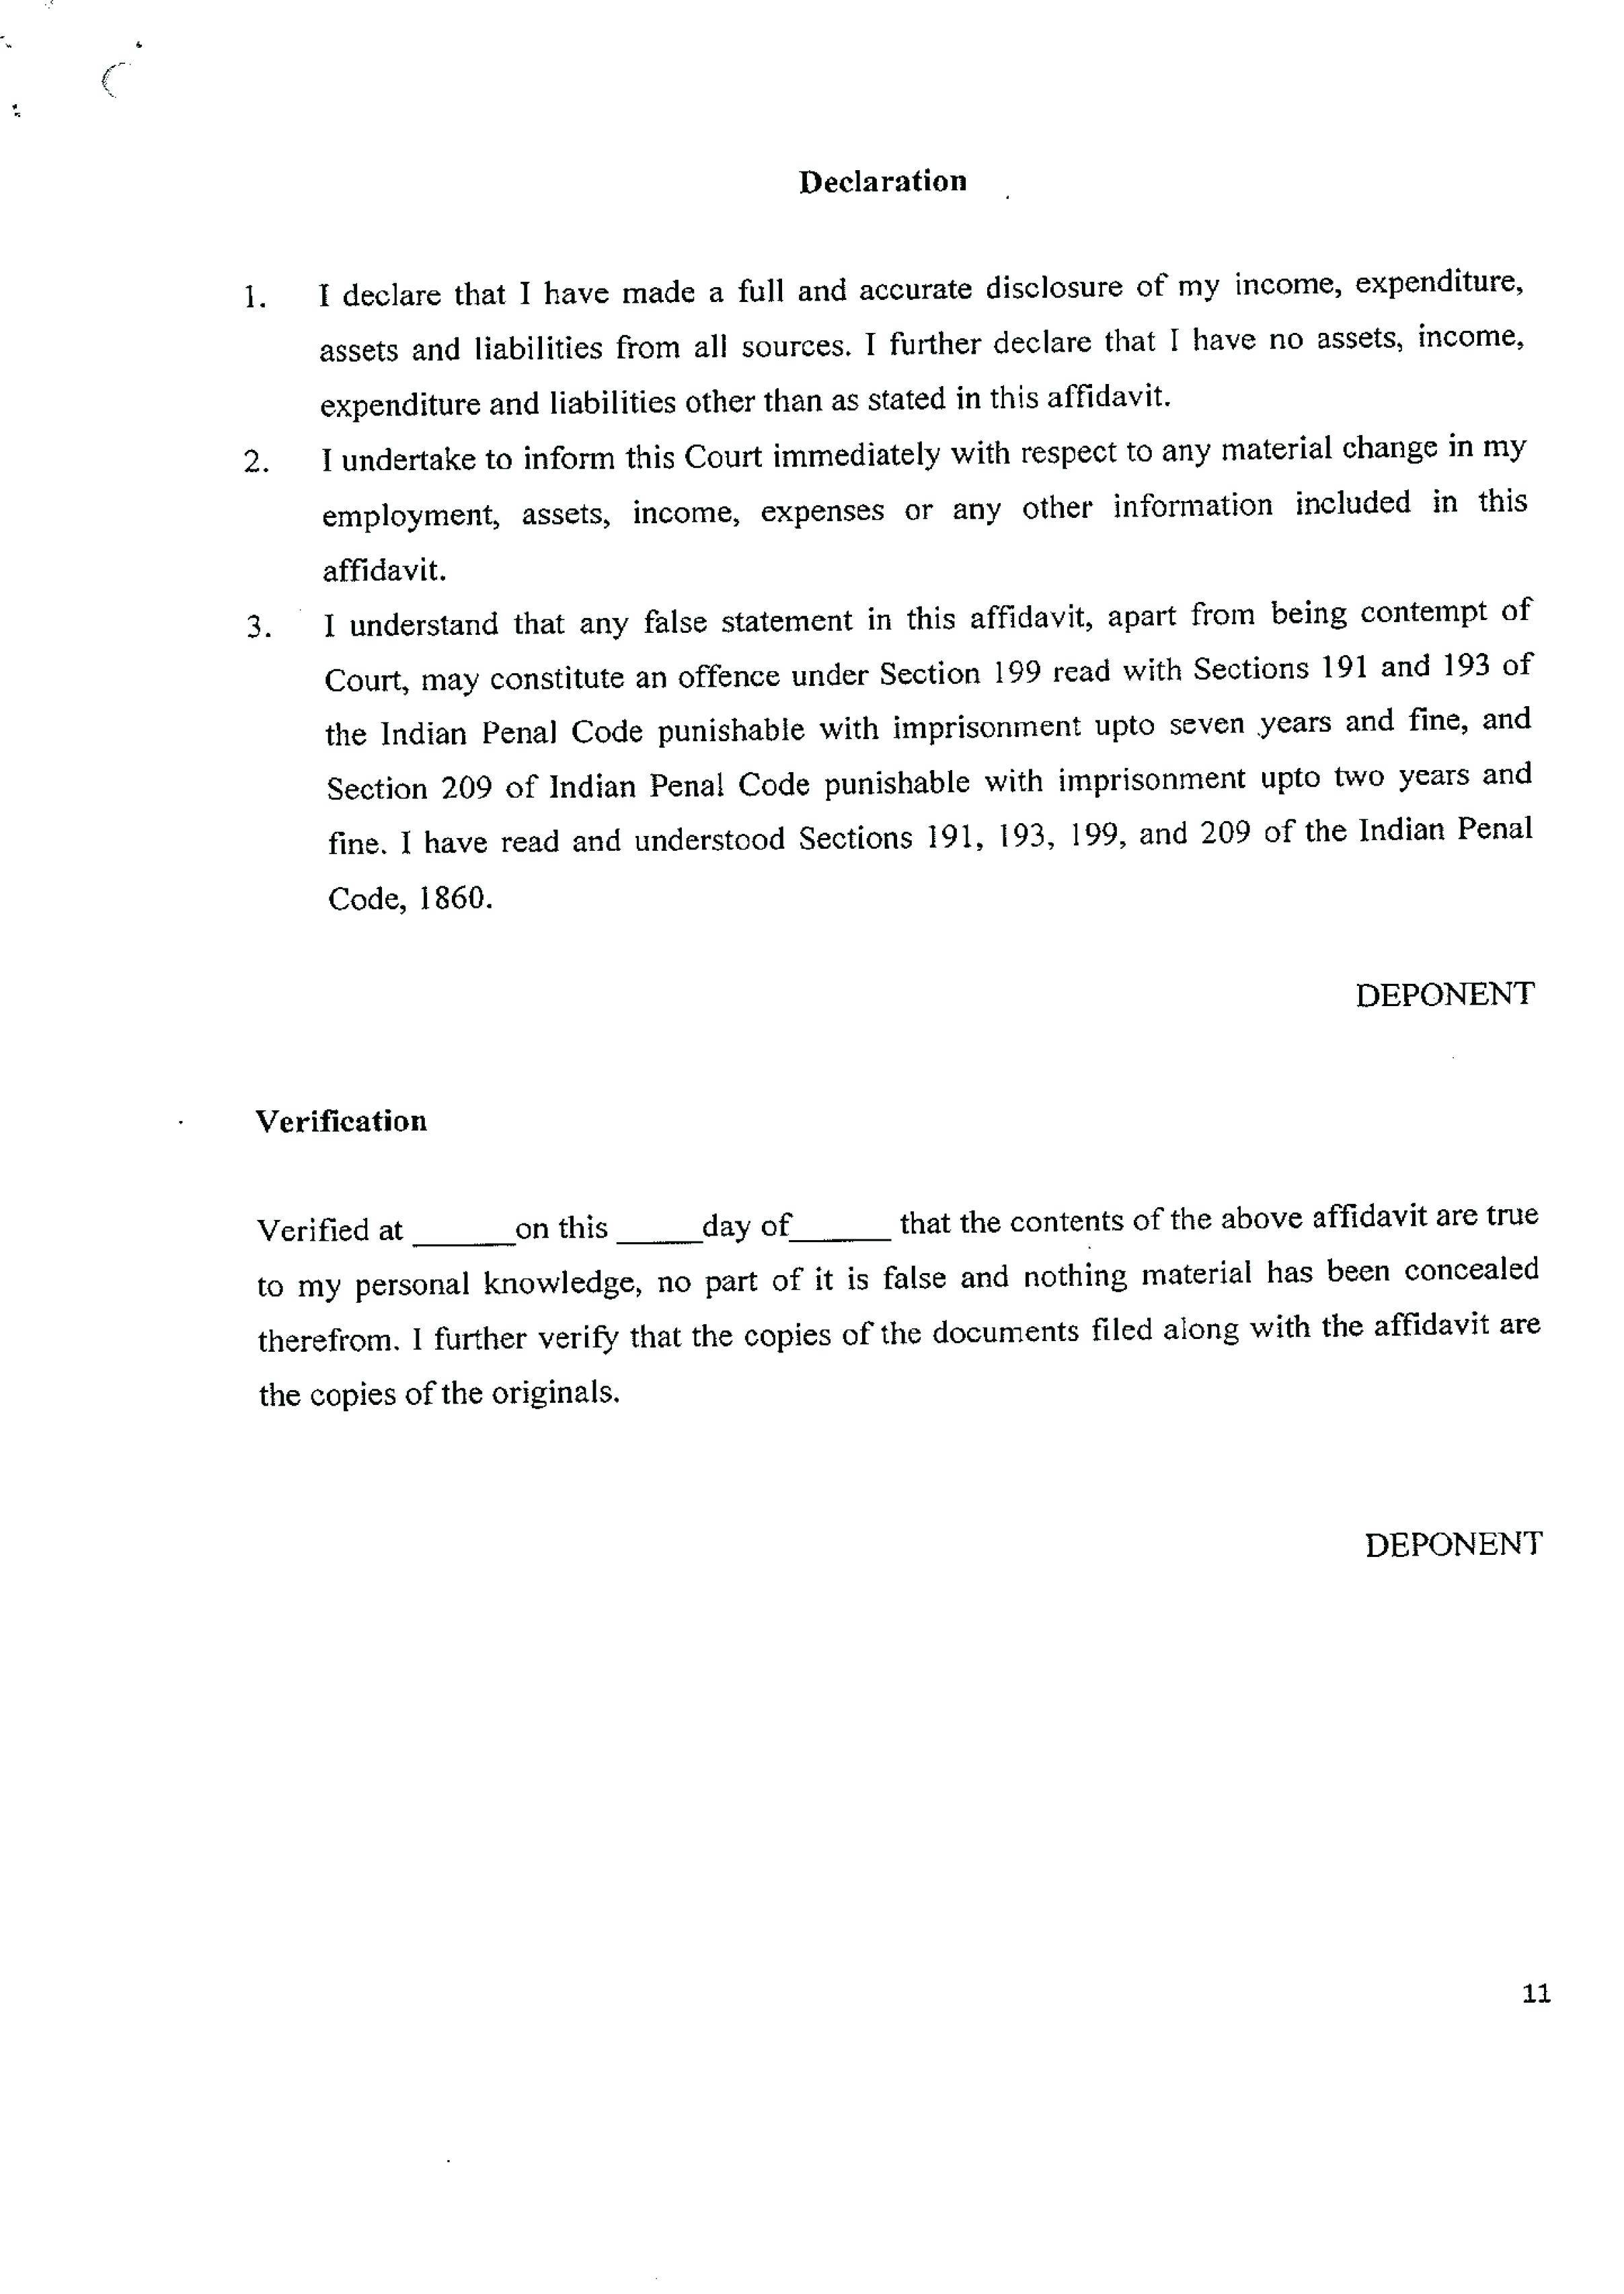 Declaration
1. I declare that I have made a full and accurate disclosure of my income, expenditure,
assets and liabilities from all sources. I further declare that I have no assets, income,
expenditure and liabilities other than as stated in this affidavit.
2. I undertake to inform this Court immediately with respect to any material change in my
employment, assets, income, expenses or any other information included in this
affidavit.
3. I understand that any false statement in this affidavit, apart from being contempt of
Court, may constitute an offence under Section 199 read with Sections 191 and 193 of
the Indian Penal Code punishable with imprisonment upto seven years and fine, and
Section 209 of Indian Penal Code punishable with imprisonment upto two years and
fine. I have read and understood Sections 191, 193, 199, and 209 of the Indian Penal
Code, 1860.
DEPONENT
Verification
Verified at ______on this _____day of______ that the contents of the above affidavit are true
to my personal knowledge, no part of it is false and nothing material has been concealed
therefrom. I further verify that the copies of the documents filed along with the affidavit are
the copies of the originals.
DEPONENT
11